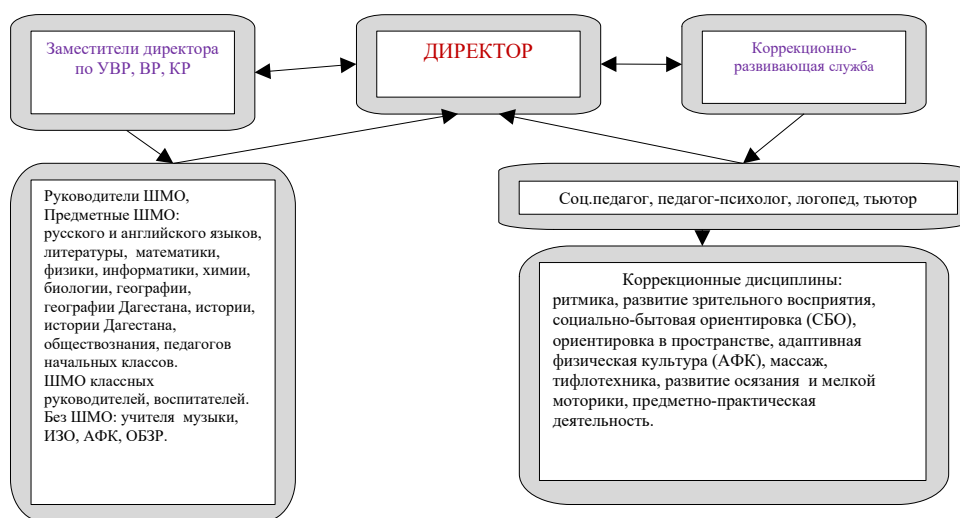 Заместители директора
по УВР, ВР, КР
ДИРЕКТОР
Коррекционно-
развивающая служба
Руководители ШМО,
Предметные ШМО:
русского и английского языков,
литературы, математики,
физики, информатики, химии,
биологии, географии,
географии Дагестана, истории,
истории Дагестана,
обществознания, педагогов
начальных классов.
ШМО классных
руководителей, воспитателей.
Без ШМО: учителя музыки,
ИЗО, АФК, ОБЗР.
Соц.педагог, педагог-психолог, логопед, тьютор
Коррекционные дисциплины:
ритмика, развитие зрительного восприятия,
социально-бытовая ориентировка (СБО),
ориентировка в пространстве, адаптивная
физическая культура (АФК), массаж,
тифлотехника, развитие осязания и мелкой
моторики, предметно-практическая
деятельность.